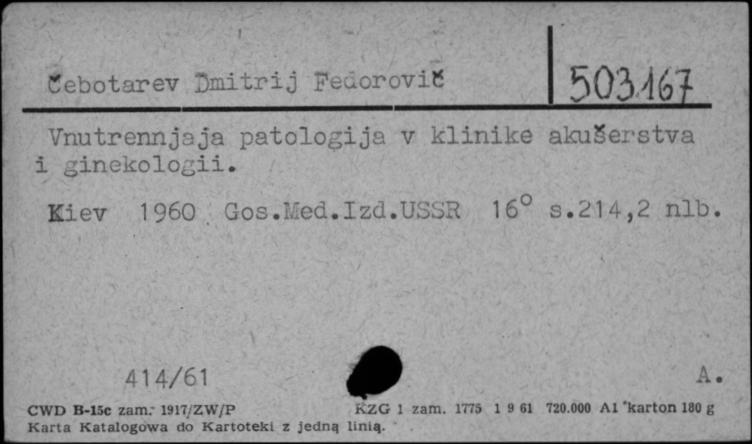 Čebotarev Dmitrij Fedorovič
503167
Vnutrennjaja patologija v klinike akušerstva
i ginekologii.
Kiev 1960 Gos.Med.Izd.USSR 16° s.214,2 nlb.
414/61
A.
CWD B-15c zam. 1917/ZW/P
KZG 1 zam. 1775 1 9 61 720.000 A1 karton 180 g
Karta Katalogowa do Kartoteki z jedną linią.